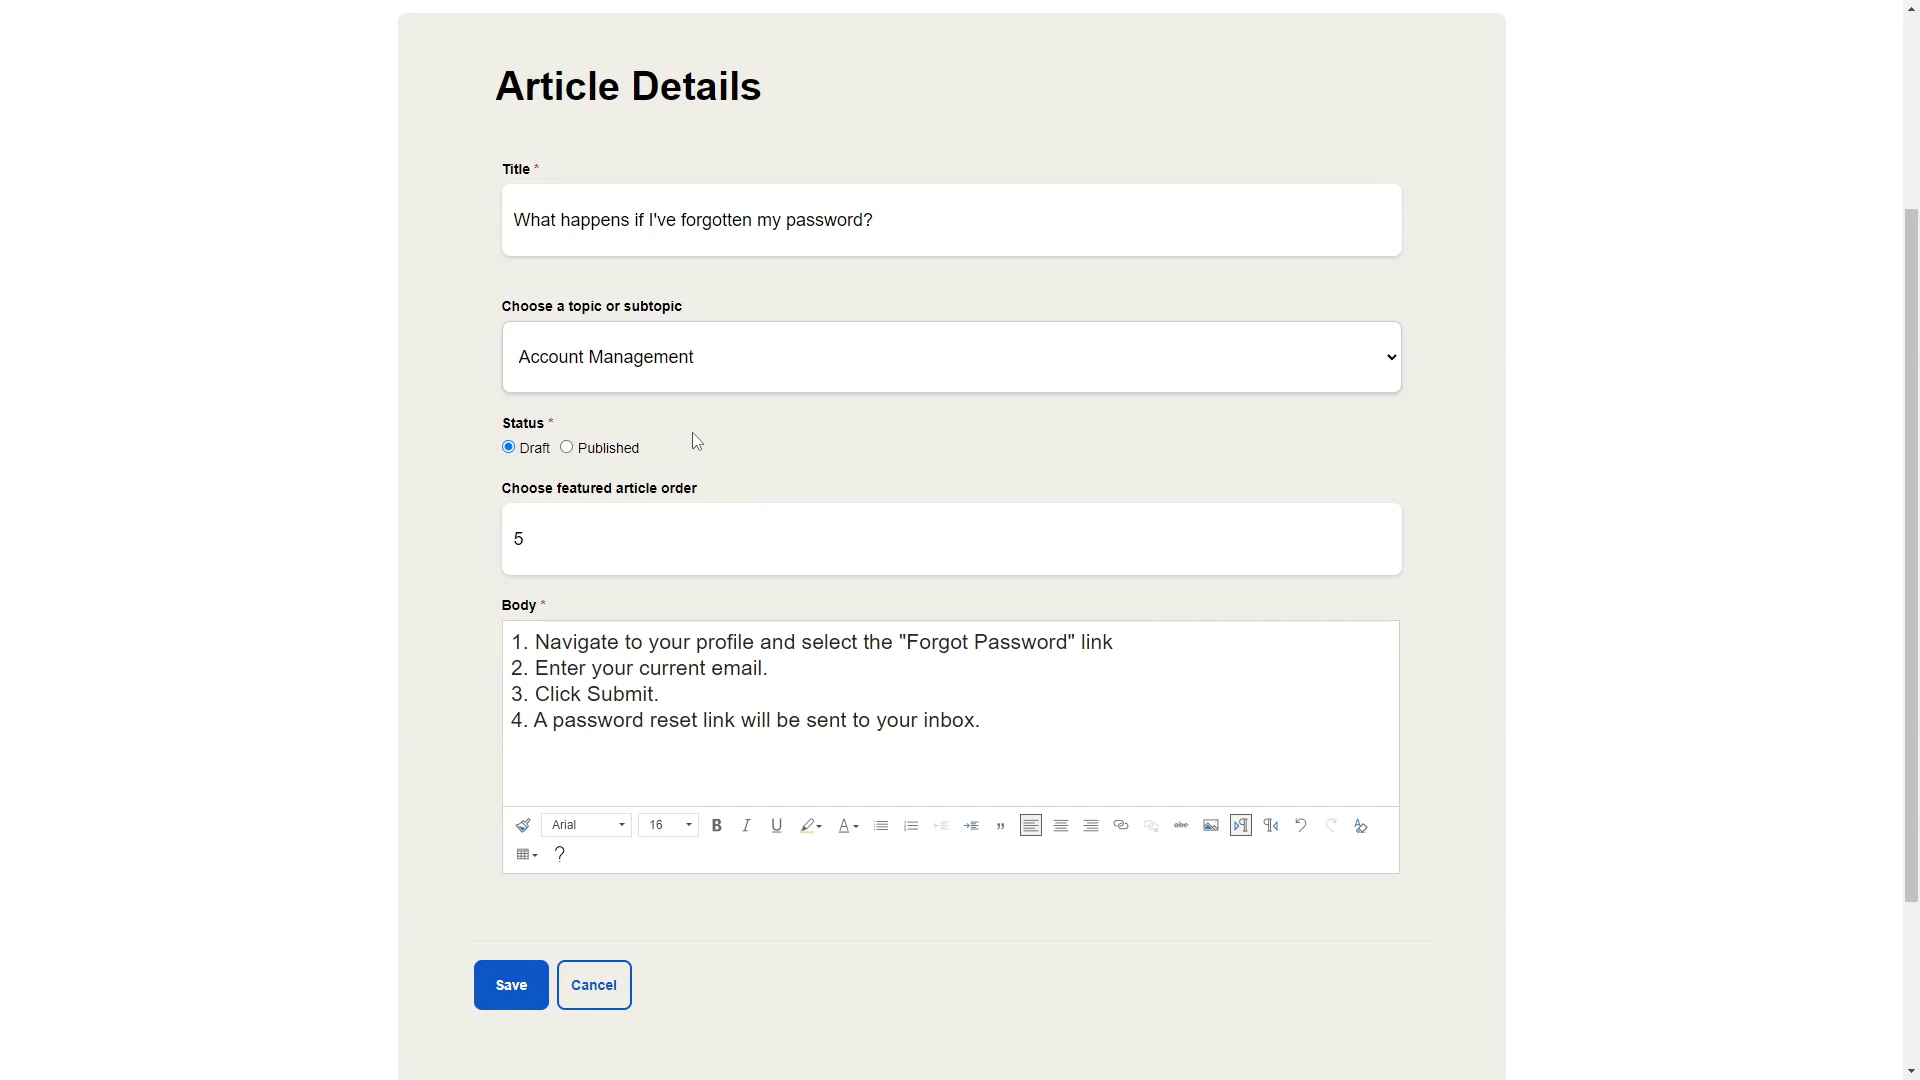 Article Details
Title *
What happens if I've forgotten my password?
Choose a topic or subtopic
Account Management
Status *
Draft Published
Choose featured article order
5
Body *
1. Navigate to your profile and select the "Forgot Password" link
2. Enter your current email.
3. Click Submit.
4. A password reset link will be sent to your inbox.
Arial 16 B I U A " abc
?
Save Cancel